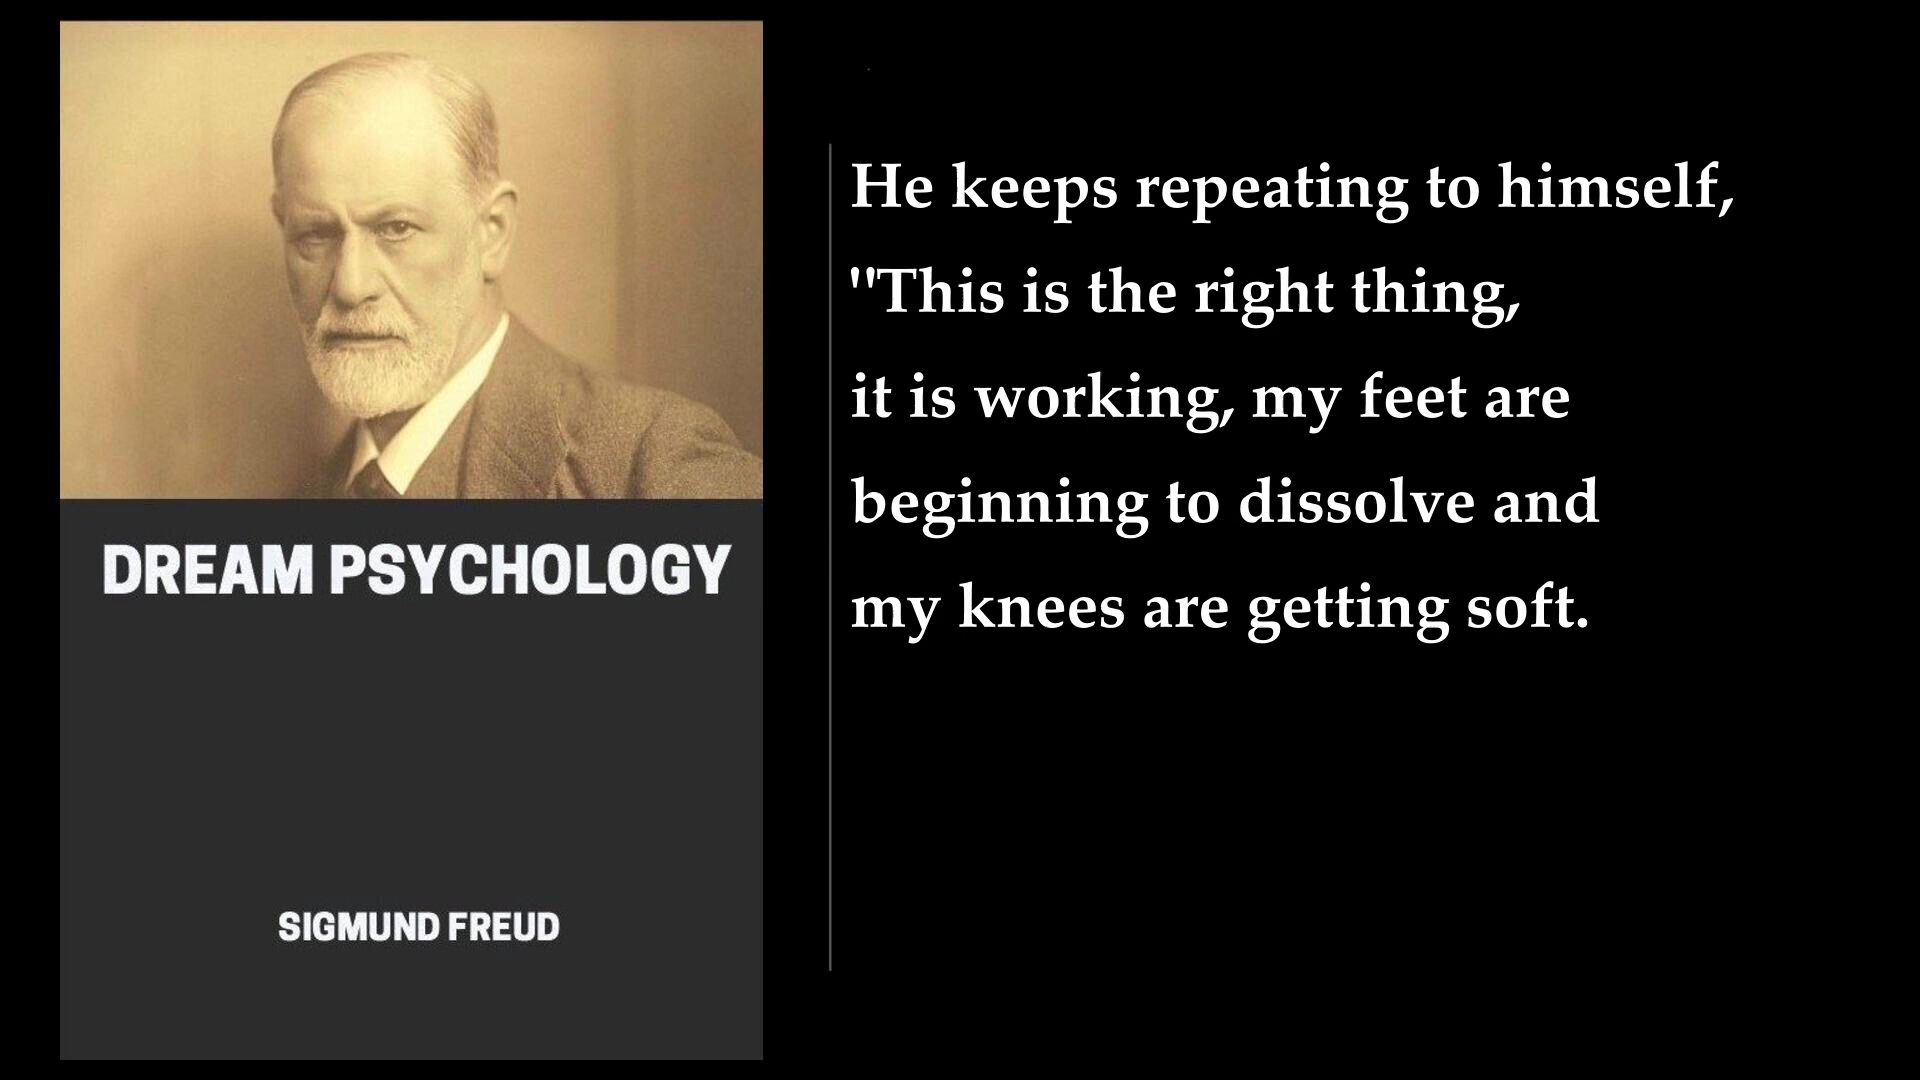 DREAM PSYCHOLOGY
SIGMUND FREUD
He keeps repeating to himself,
"This is the right thing,
it is working, my feet are
beginning to dissolve and
my knees are getting soft.